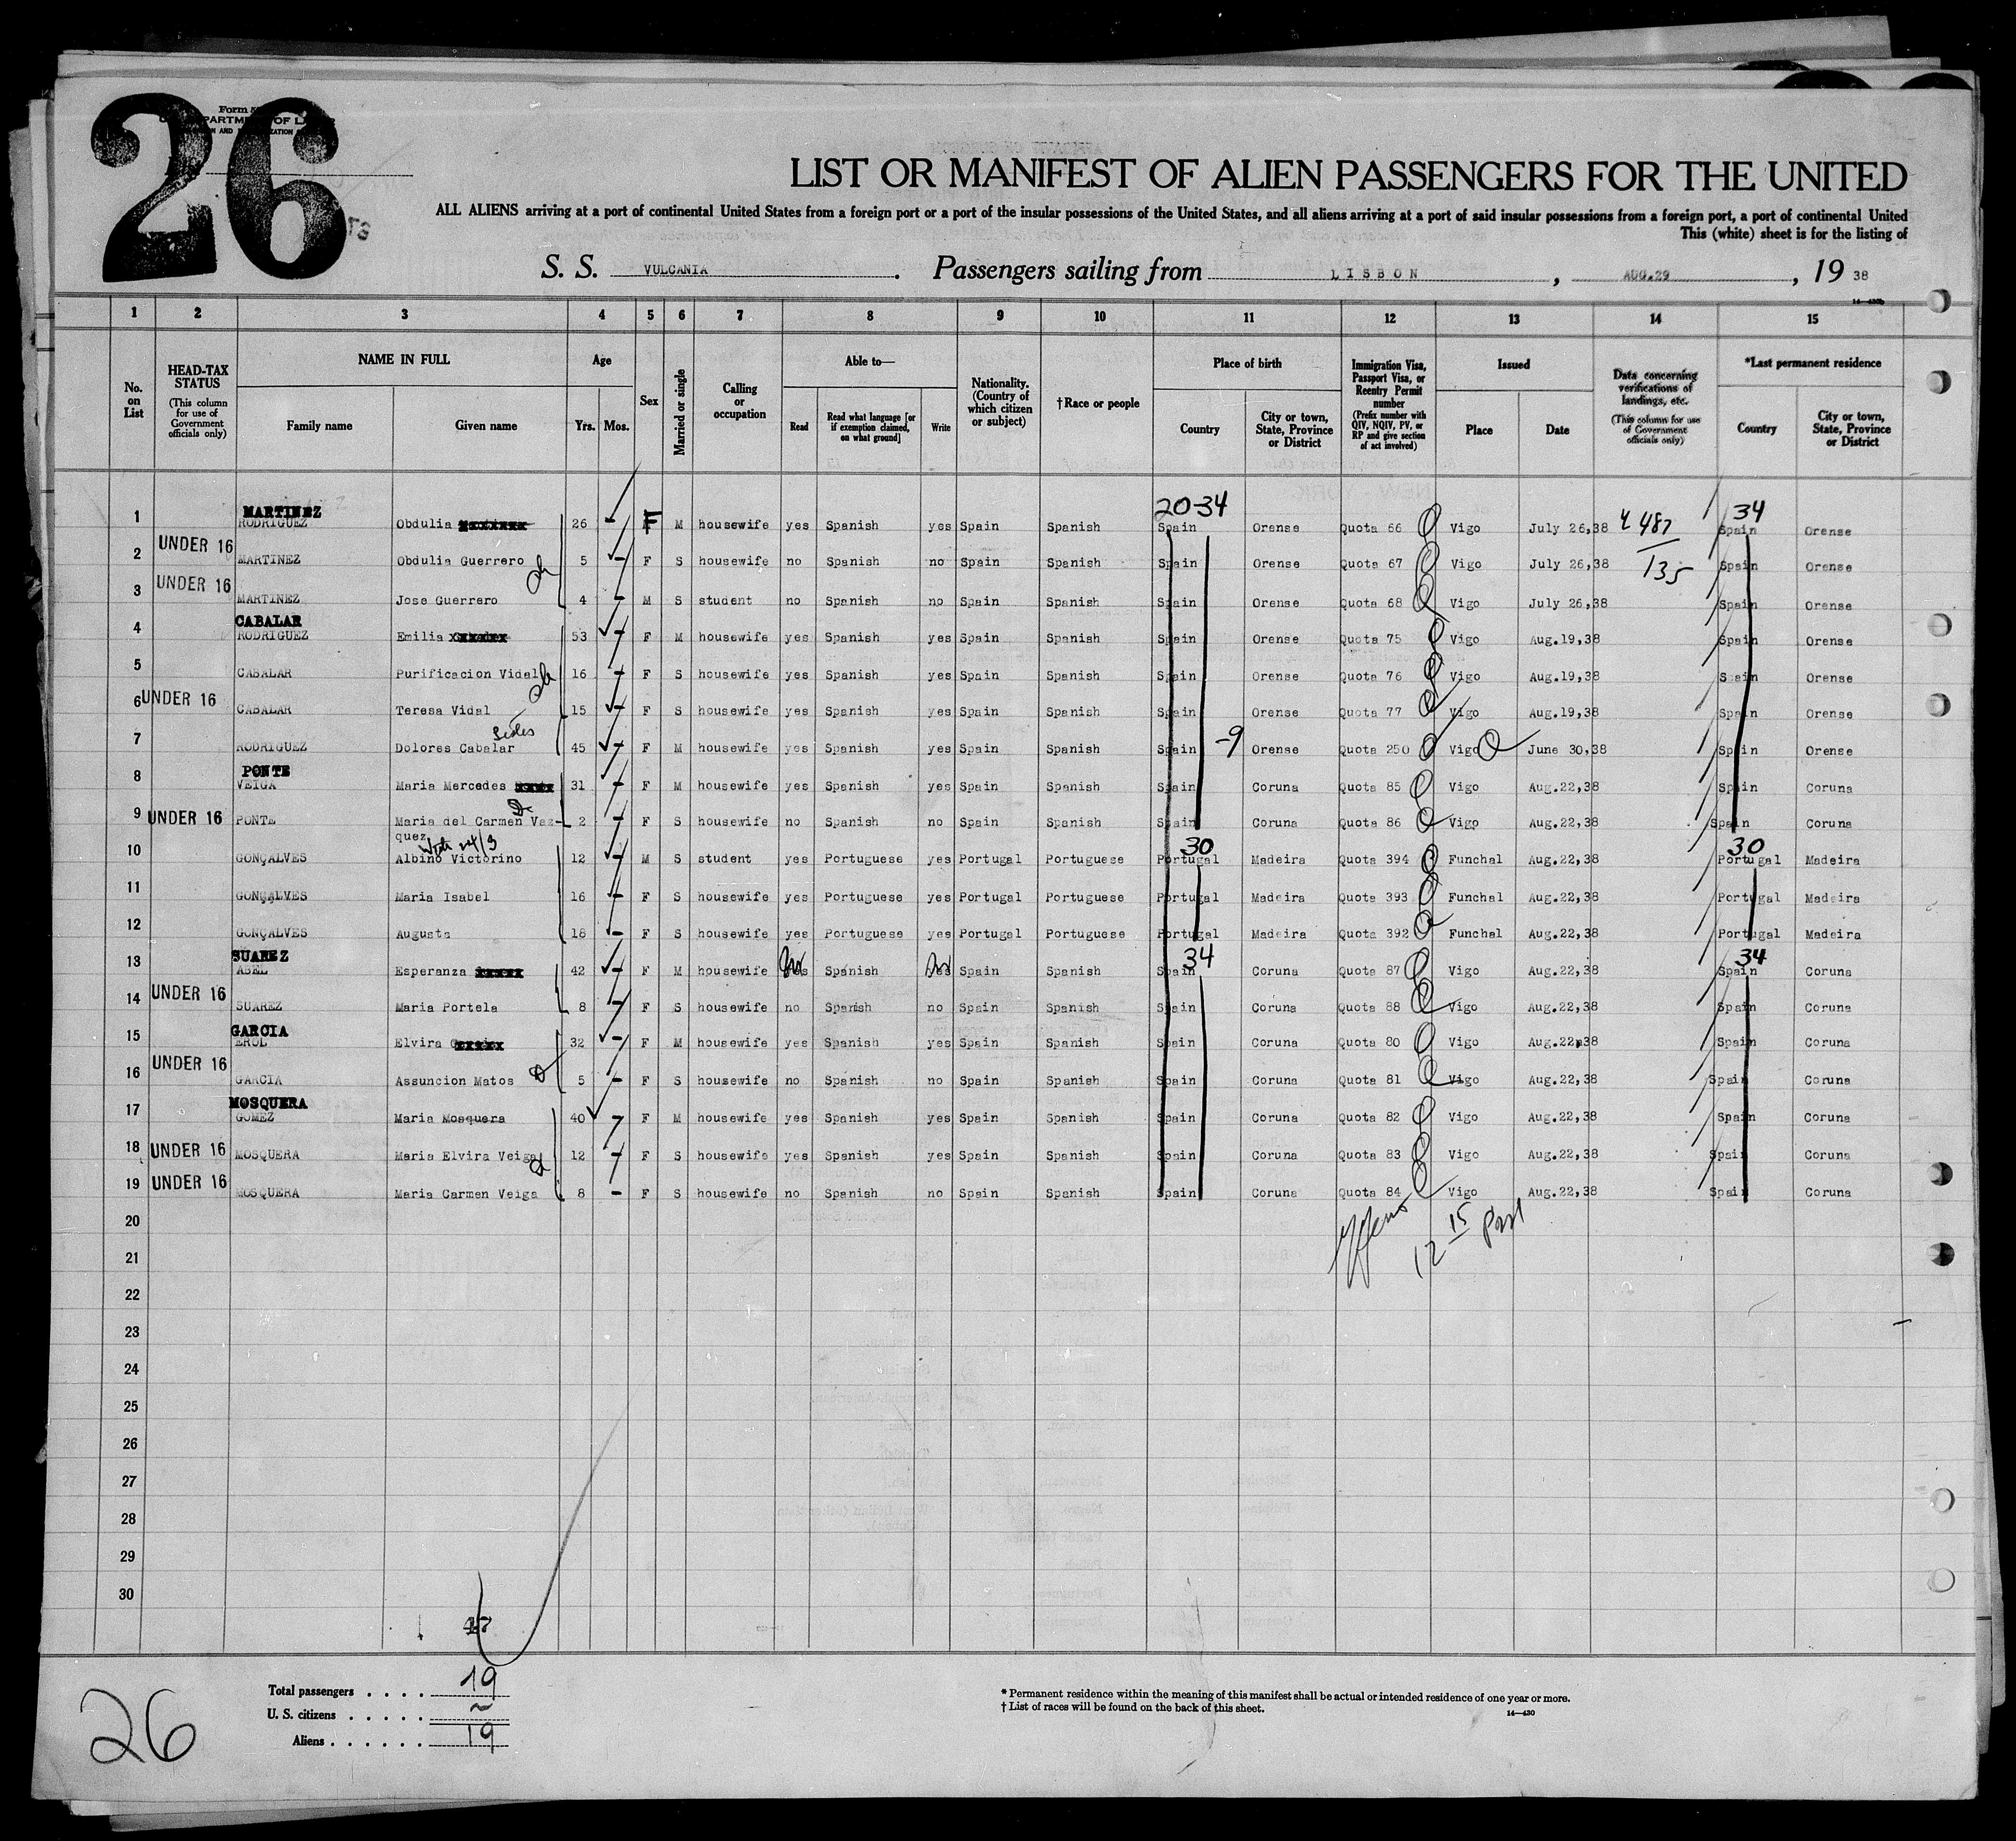 26
Form
LIST OR MANIFEST OF ALIEN PASSENGERS FOR THE UNITED
ALL ALIENS arriving at a port of continental United States from a foreign port or a port of the insular possessions of the United States, and all aliens arriving at a port of said insular possessions from a foreign port, a port of continental United
This (white) sheet is for the listing of
S. S. VULCANIA. Passengers sailing from LISBON, AUG.29, 19 38
1 2 3 4 5 6 7 8 9 10 11 12 13 14 15
No. on List
HEAD-TAX STATUS (This column for use of Government officials only)
NAME IN FULL Family name Given name
Age Yrs. Mos.
Sex
Married or single
Calling or occupation
Able to— Read Read what language [or if exemption claimed, on what ground] Write
Nationality. (Country of which citizen or subject)
†Race or people
Place of birth Country City or town, State, Province or District
Immigration Visa, Passport Visa, or Reentry Permit number (Prefix number with QIV, NQIV, PV, or RP and give section of act involved)
Issued Place Date
Data concerning verifications of landings, etc. (This column for use of Government officials only)
*Last permanent residence Country City or town, State, Province or District
MARTINEZ 20-34 34
1 RODRIGUEZ Obdulia 26 - F M housewife yes Spanish yes Spain Spanish Spain Orense Quota 66 Vigo July 26,38 Spain Orense
2 UNDER 16 MARTINEZ Obdulia Guerrero 5 - F S housewife no Spanish no Spain Spanish Spain Orense Quota 67 Vigo July 26,38 135 Spain Orense
3 UNDER 16 MARTINEZ Jose Guerrero 4 - M S student no Spanish no Spain Spanish Spain Orense Quota 68 Vigo July 26,38 Spain Orense
CABALAR
4 RODRIGUEZ Emilia 53 - F M housewife yes Spanish yes Spain Spanish Spain Orense Quota 75 Vigo Aug.19,38 Spain Orense
5 CABALAR Purificacion Vidal 16 - F S housewife yes Spanish yes Spain Spanish Spain Orense Quota 76 Vigo Aug.19,38 Spain Orense
6 UNDER 16 CABALAR Teresa Vidal 15 - F S housewife yes Spanish yes Spain Spanish Spain Orense Quota 77 Vigo Aug.19,38 Spain Orense
7 RODRIGUEZ Dolores Cabalar 45 - F M housewife yes Spanish yes Spain Spanish Spain -9 Orense Quota 250 Vigo June 30,38 Spain Orense
PONTE
8 VEIGA Maria Mercedes 31 - F M housewife yes Spanish yes Spain Spanish Spain Coruna Quota 85 Vigo Aug.22,38 Spain Coruna
9 UNDER 16 PONTE Maria del Carmen Vaz-
quez 2 - F S housewife no Spanish no Spain Spanish Spain Coruna Quota 86 Vigo Aug.22,38 Spain Coruna
30 30
10 GONÇALVES Albino Victorino 12 - M S student yes Portuguese yes Portugal Portuguese Portugal Madeira Quota 394 Funchal Aug.22,38 Portugal Madeira
11 GONÇALVES Maria Isabel 16 - F S housewife yes Portuguese yes Portugal Portuguese Portugal Madeira Quota 393 Funchal Aug.22,38 Portugal Madeira
12 GONÇALVES Augusta 18 - F S housewife yes Portuguese yes Portugal Portuguese Portugal Madeira Quota 392 Funchal Aug.22,38 Portugal Madeira
SUAREZ 34 34
13 ABEL Esperanza 42 - F M housewife no Spanish no Spain Spanish Spain Coruna Quota 87 Vigo Aug.22,38 Spain Coruna
14 UNDER 16 SUAREZ Maria Portela 8 - F S housewife no Spanish no Spain Spanish Spain Coruna Quota 88 Vigo Aug.22,38 Spain Coruna
GARCIA
15 EROL Elvira 32 - F M housewife yes Spanish yes Spain Spanish Spain Coruna Quota 80 Vigo Aug.22,38 Spain Coruna
16 UNDER 16 GARCIA Assuncion Matos 5 - F S housewife no Spanish no Spain Spanish Spain Coruna Quota 81 Vigo Aug.22,38 Spain Coruna
MOSQUERA
17 GOMEZ Maria Mosquera 40 - F M housewife yes Spanish yes Spain Spanish Spain Coruna Quota 82 Vigo Aug.22,38 Spain Coruna
18 UNDER 16 MOSQUERA Maria Elvira Veiga 12 - F S housewife yes Spanish yes Spain Spanish Spain Coruna Quota 83 Vigo Aug.22,38 Spain Coruna
19 UNDER 16 MOSQUERA Maria Carmen Veiga 8 - F S housewife no Spanish no Spain Spanish Spain Coruna Quota 84 Vigo Aug.22,38 Spain Coruna
20
21
22
23
24
25
26
27
28
29
30
Total passengers . . . . 19
U. S. citizens . . . . .
Aliens . . . . . . 19
26
* Permanent residence within the meaning of this manifest shall be actual or intended residence of one year or more.
† List of races will be found on the back of this sheet.
14—430